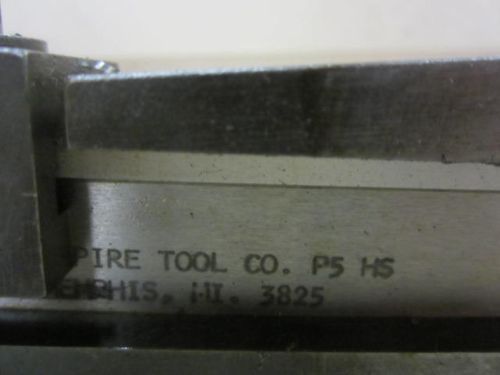 PIRE TOOL CO. P5 HS
EMPHIS, MI. 3825